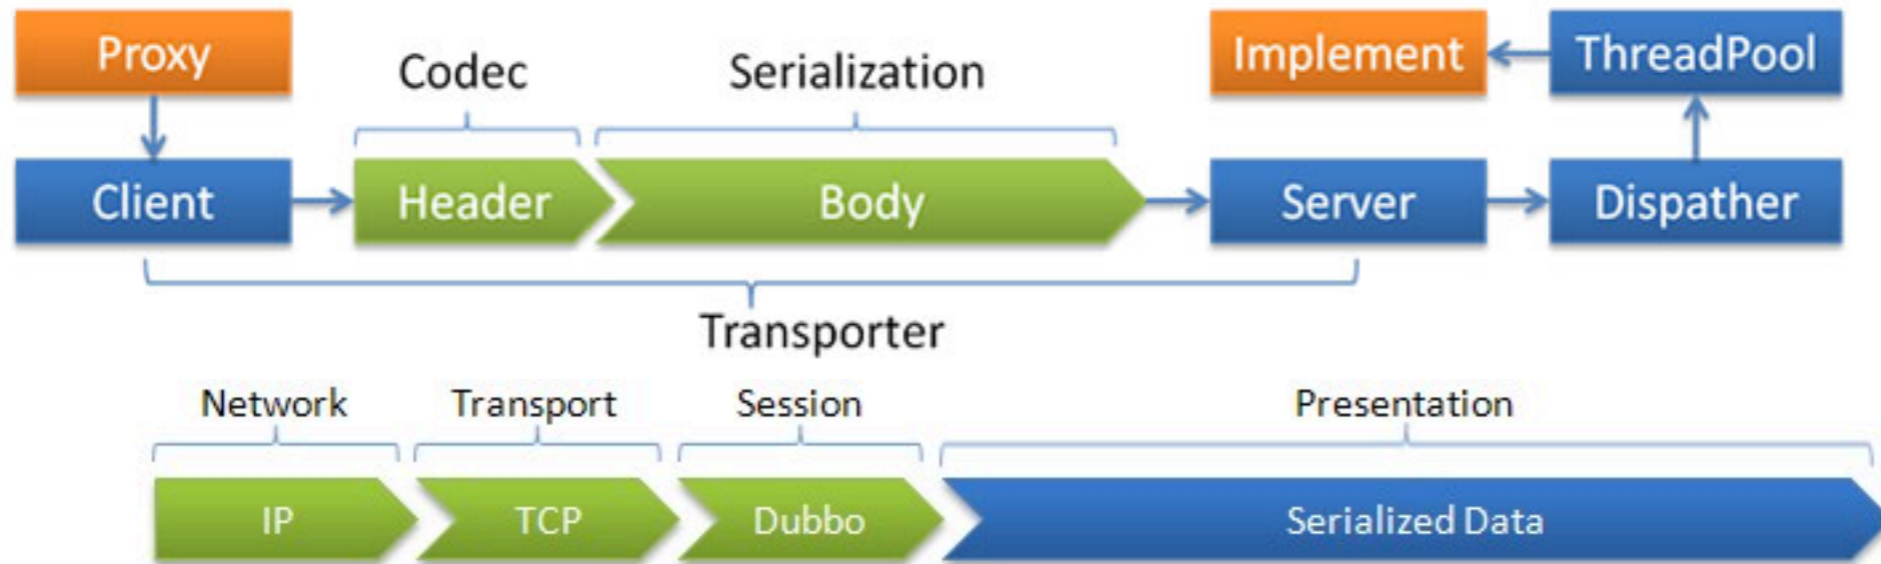 Proxy
Codec
Serialization
Implement
ThreadPool
Client
Header
Body
Server
Dispather
Transporter
Network
Transport
Session
Presentation
IP
TCP
Dubbo
Serialized Data